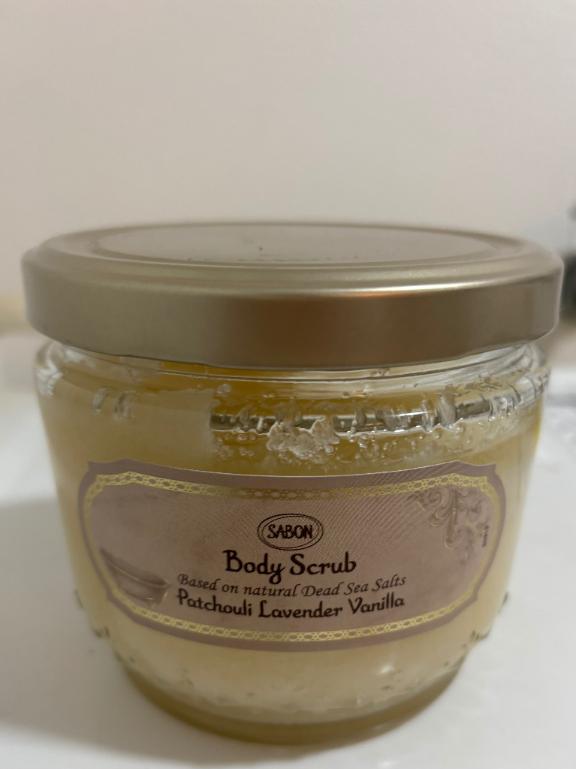 SABON
Body Scrub
Based on natural Dead Sea Salts
Patchouli Lavender Vanilla